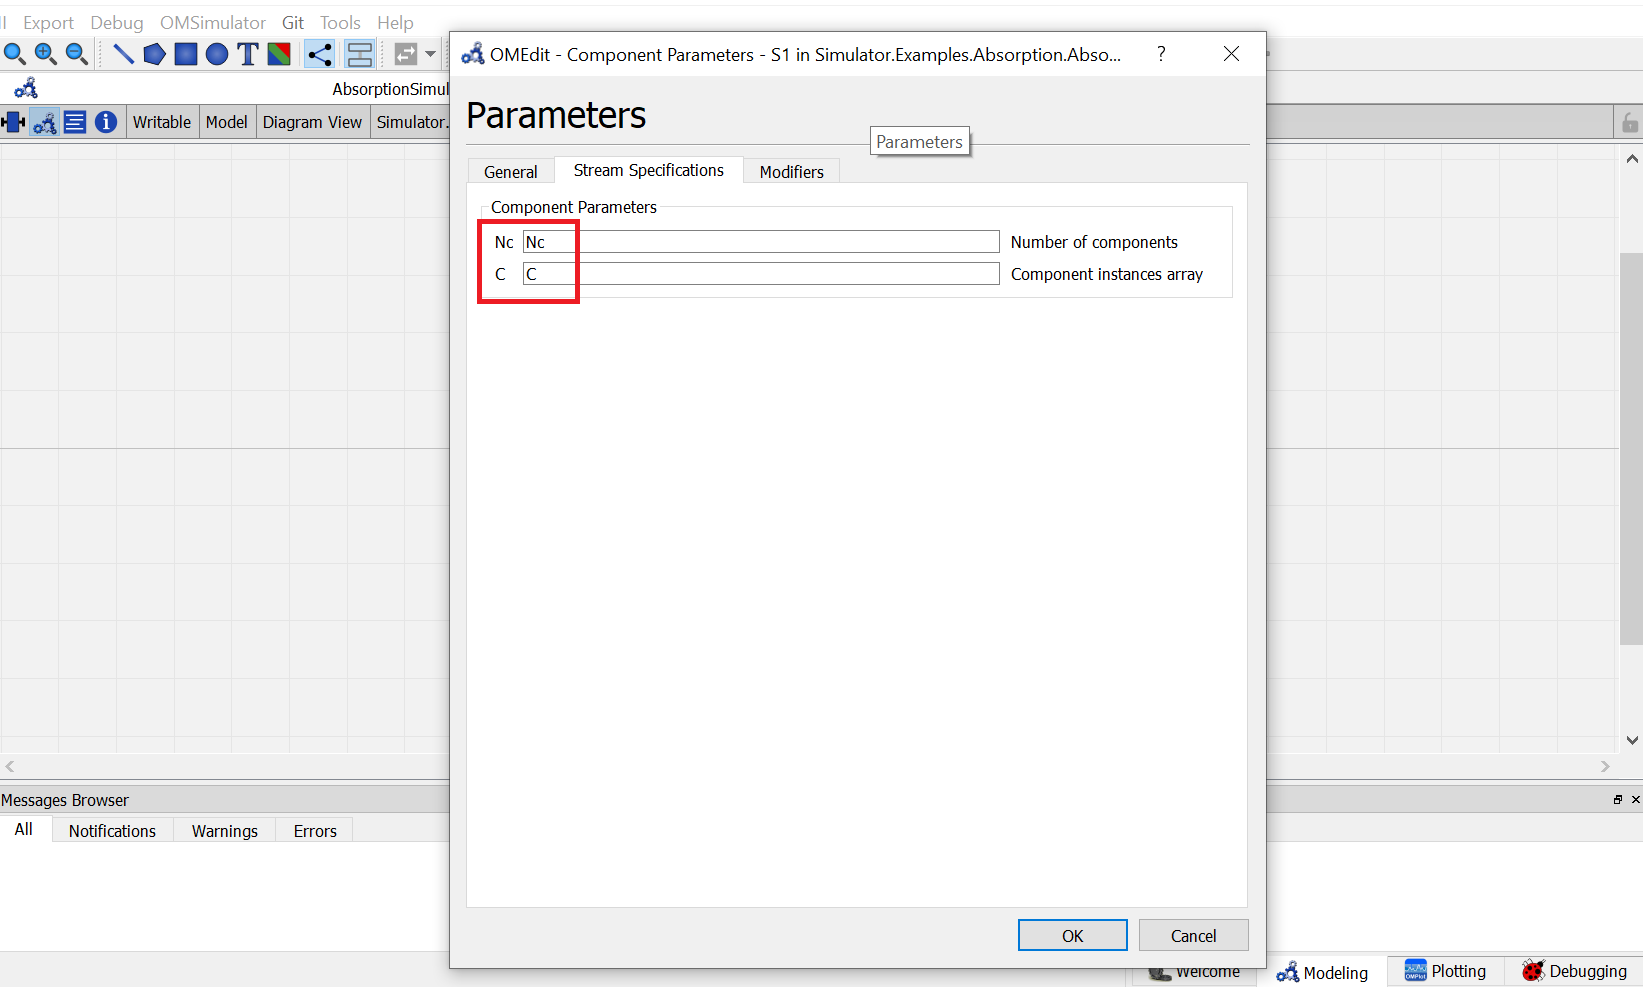 Export Debug OMSimulator Git Tools Help
OMEdit - Component Parameters - S1 in Simulator.Examples.Absorption.Abso... ?
T
AbsorptionSimul
Writable Model Diagram View Simulator.
Parameters
Parameters
General Stream Specifications Modifiers
Component Parameters
Nc Nc Number of components
C C Component instances array
Messages Browser
All Notifications Warnings Errors
OK Cancel
Welcome Modeling Plotting Debugging